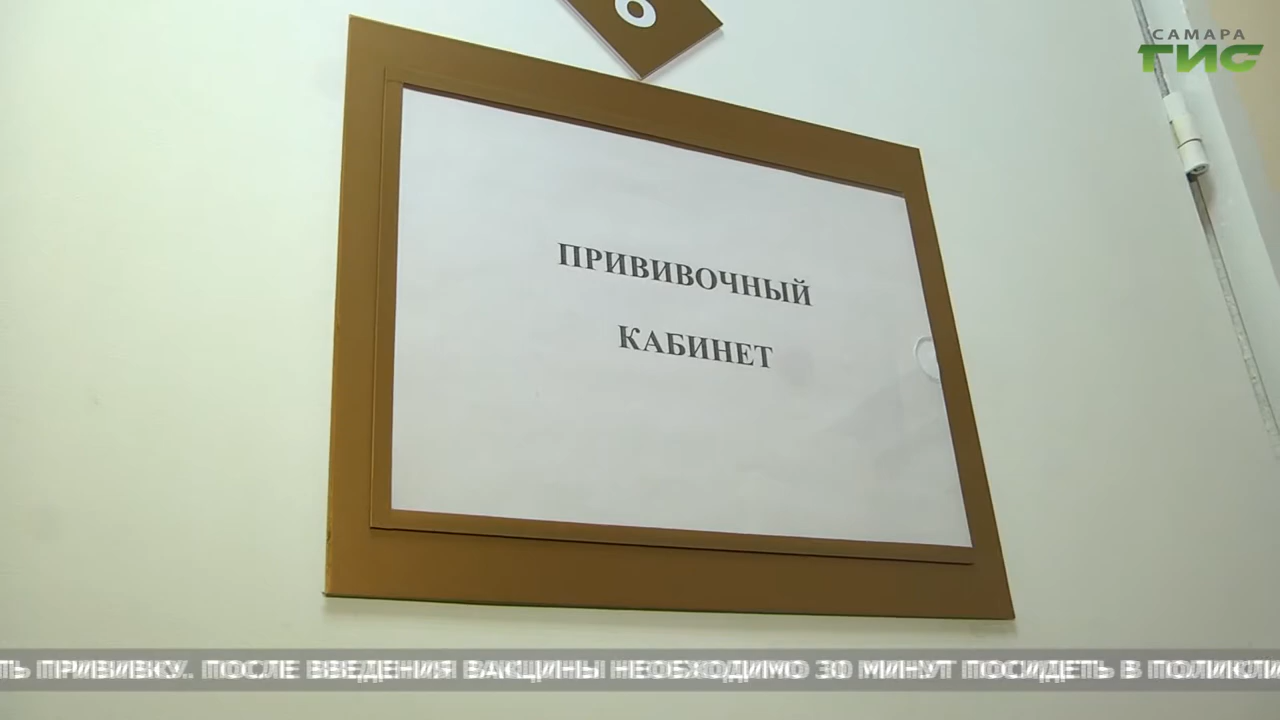 САМАРА
ГИС
ПРИВИВОЧНЫЙ
КАБИНЕТ
ПРИВИВКУ. ПОСЛЕ ВВЕДЕНИЯ ВАКЦИНЫ НЕОБХОДИМО 30 МИНУТ ПОСИДЕТЬ В